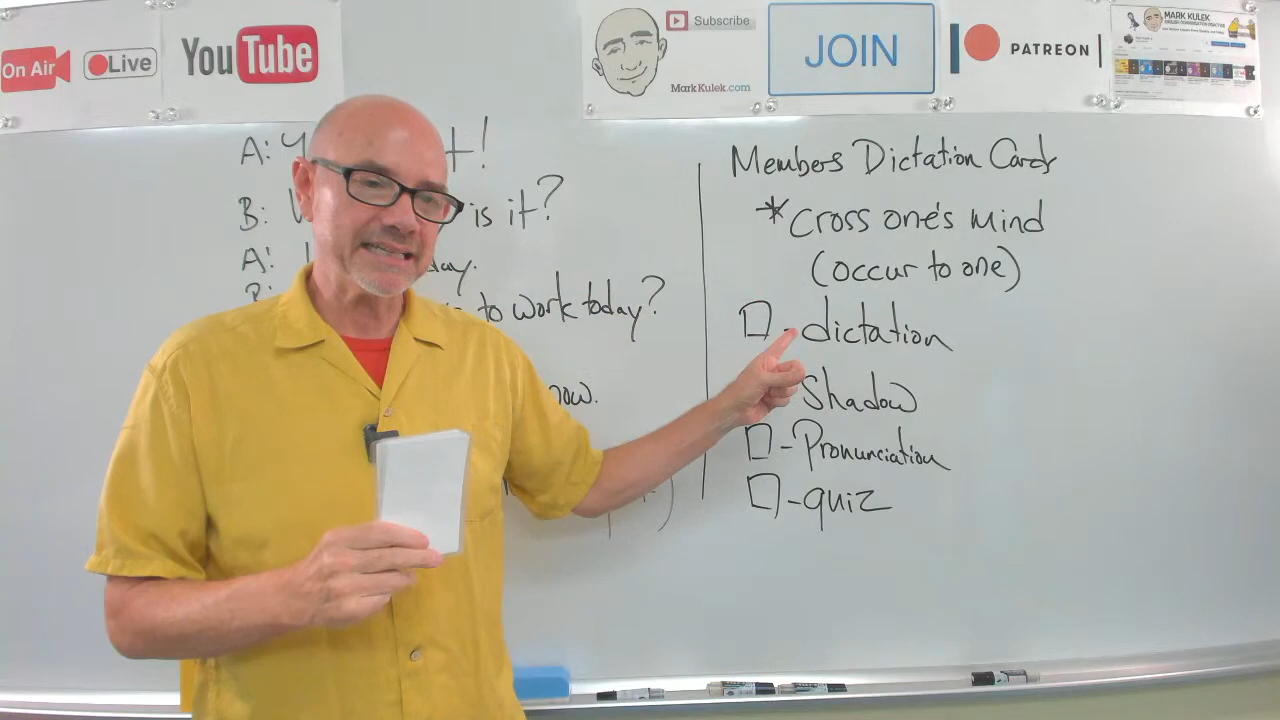 On Air
Live
YouTube
Subscribe
MarkKulek.com
JOIN
PATREON
MARK KULEK
A: t!
B: is it?
A: day.
B: to work today?
now.
Members Dictation Cards
*Cross one's mind
(occur to one)
- dictation
Shadow
- Pronunciation
- quiz